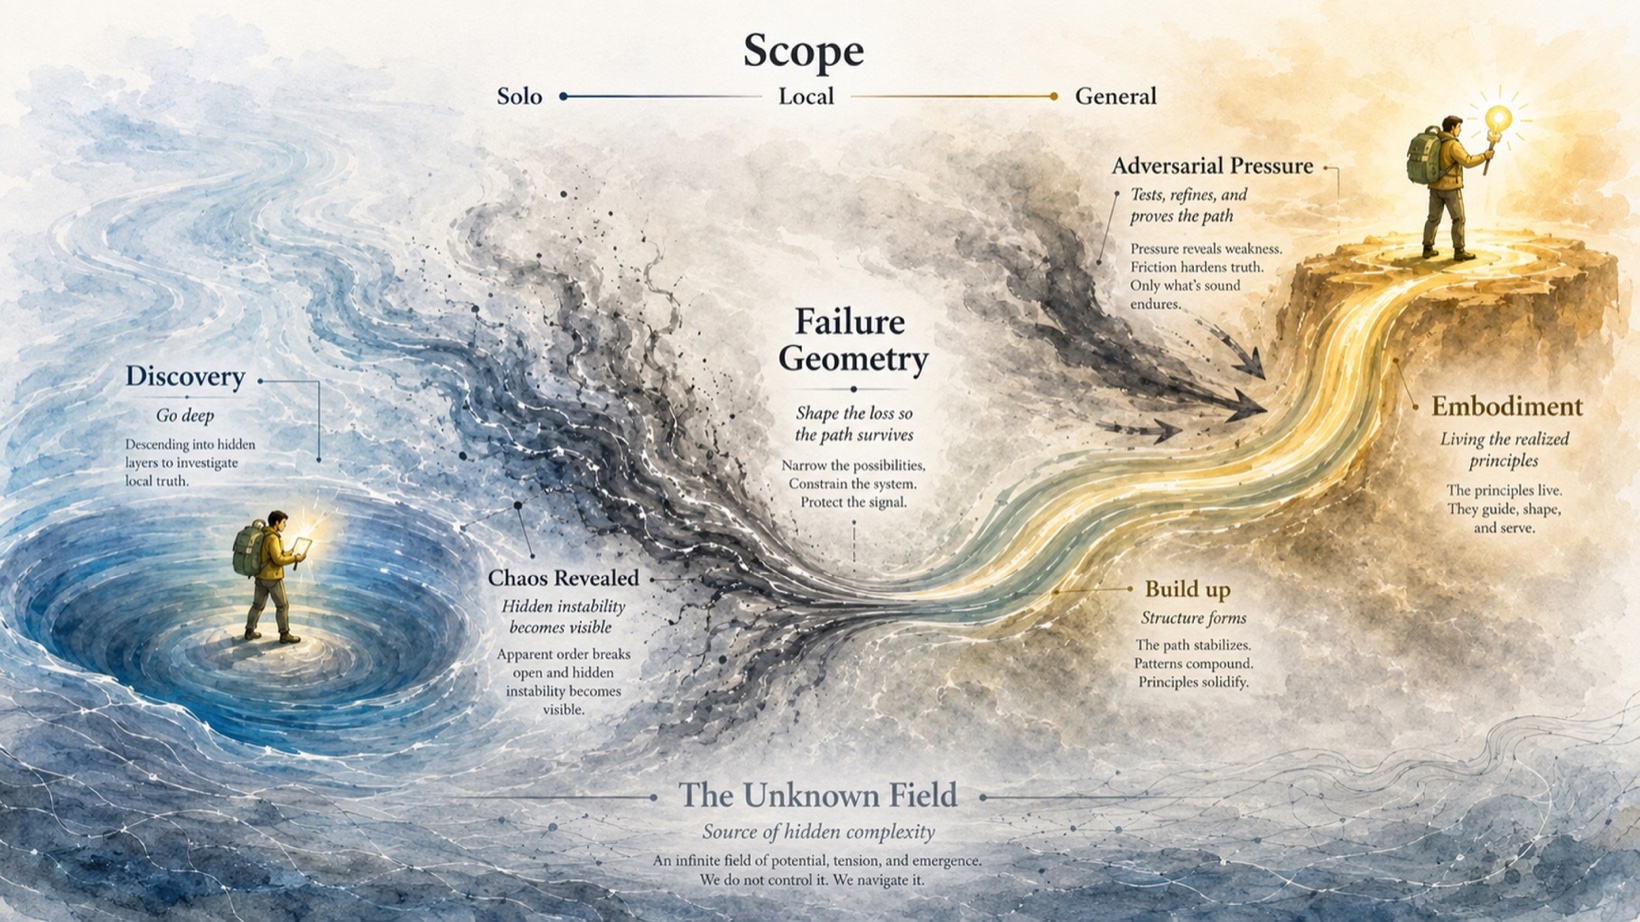 Scope
Solo
Local
General
Discovery
Go deep
Descending into hidden
layers to investigate
local truth.
Chaos Revealed
Hidden instability
becomes visible
Apparent order breaks
open and hidden
instability becomes
visible.
Failure
Geometry
Shape the loss so
the path survives
Narrow the possibilities,
Constrain the system.
Protect the signal.
Adversarial Pressure
Tests, refines, and
proves the path
Pressure reveals weakness.
Friction hardens truth.
Only what's sound
endures.
Build up
Structure forms
The path stabilizes.
Patterns compound.
Principles solidify.
Embodiment
Living the realized
principles
The principles live.
They guide, shape,
and serve.
The Unknown Field
Source of hidden complexity
An infinite field of potential, tension, and emergence.
We do not control it. We navigate it.